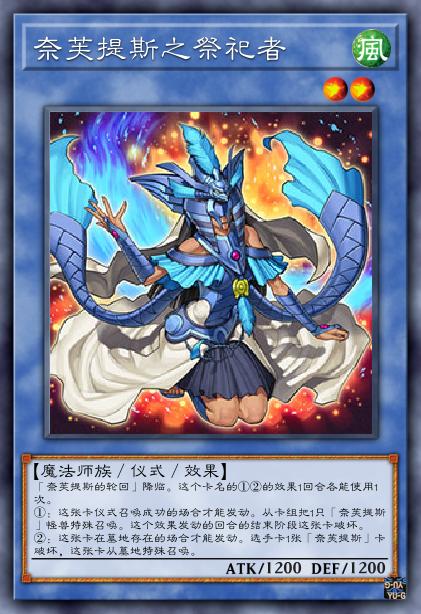 奈芙提斯之祭祀者
風
【魔法师族/仪式/效果】
「奈芙提斯的轮回」降临。这个卡名的①②的效果1回合各能使用1
次。
①：这张卡仪式召唤成功的场合才能发动。从卡组把1只「奈芙提斯」
怪兽特殊召唤。这个效果发动的回合的结束阶段这张卡破坏。
②：这张卡在墓地存在的场合才能发动。选手卡1张「奈芙提斯」卡
破坏，这张卡从墓地特殊召唤。
ATK/1200 DEF/1200